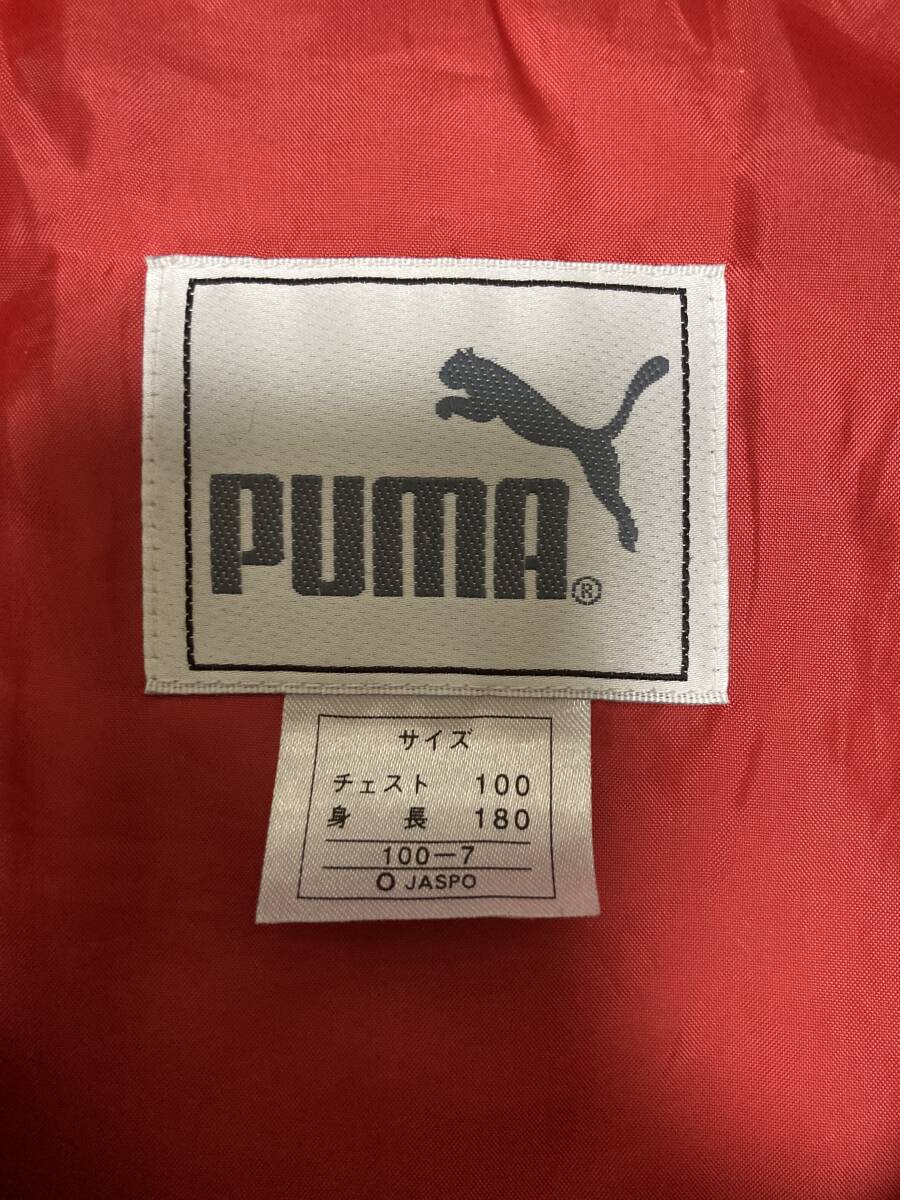 PUMA®
サイズ
チェスト 100
身長 180
100-7
O JASPO